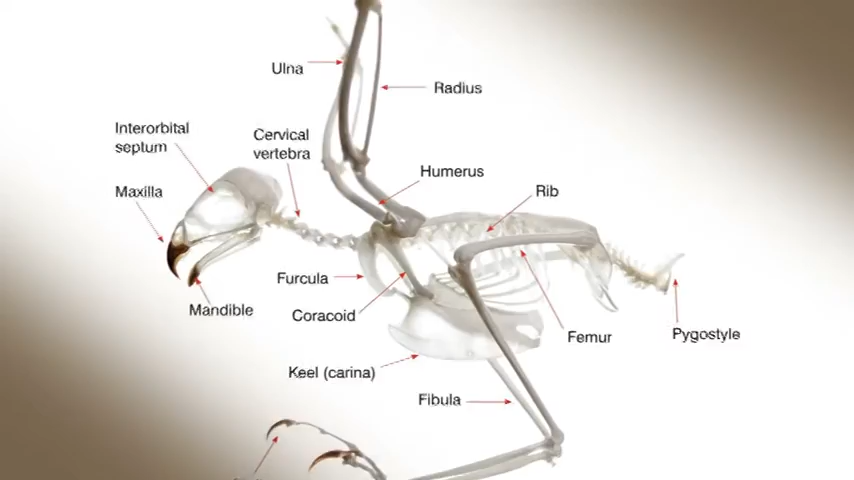 Ulna
Radius
Interorbital
septum
Cervical
vertebra
Maxilla
Humerus
Rib
Furcula
Mandible
Coracoid
Femur
Pygostyle
Keel (carina)
Fibula